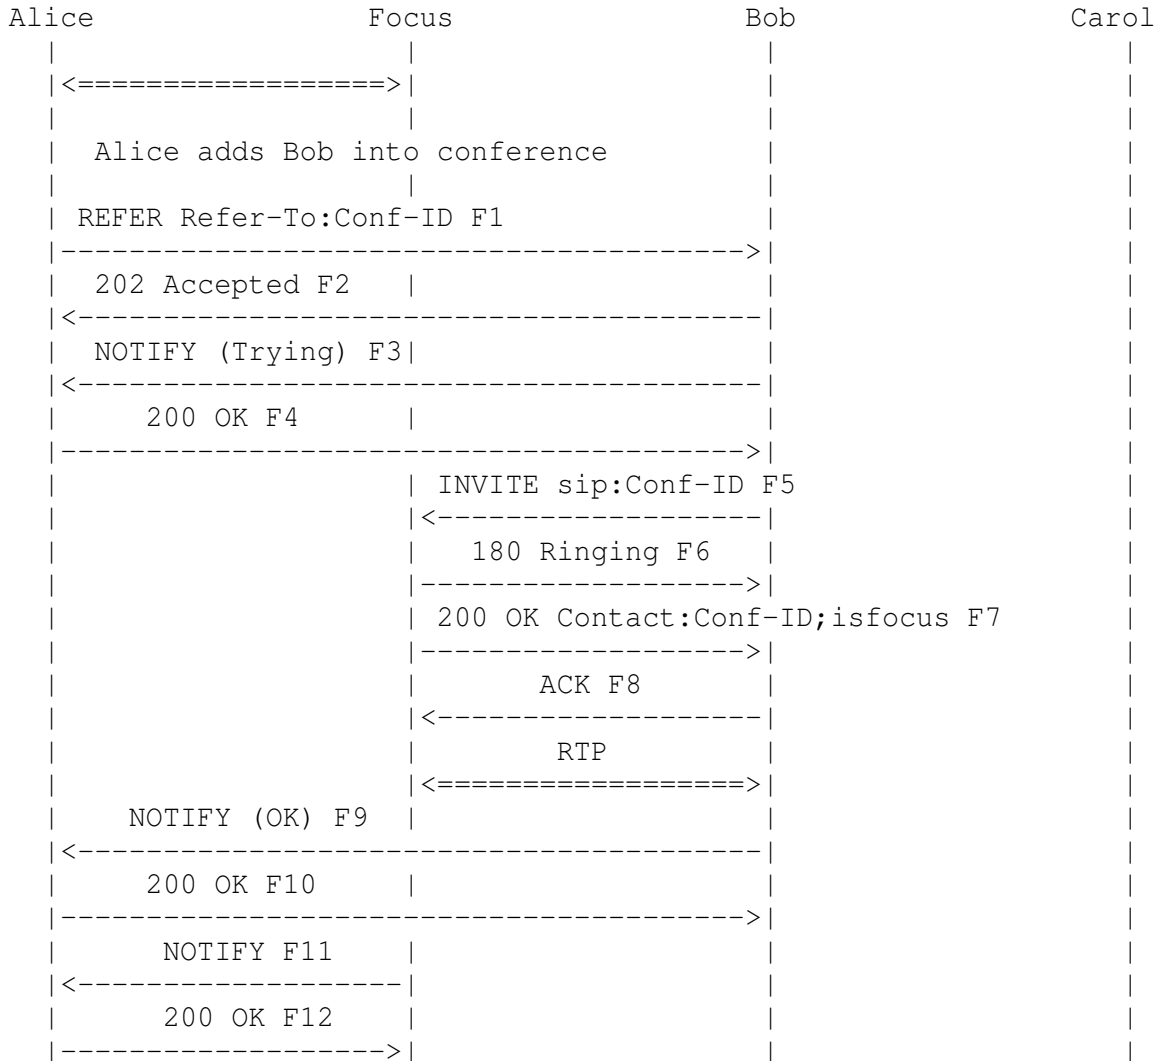 Alice                Focus               Bob                Carol
  |                    |                    |                    |
  |<==================>|                    |                    |
  |                    |                    |                    |
  |  Alice adds Bob into conference         |                    |
  |                    |                    |                    |
  | REFER Refer-To:Conf-ID F1               |                    |
  |---------------------------------------->|                    |
  |  202 Accepted F2   |                    |                    |
  |<----------------------------------------|                    |
  |  NOTIFY (Trying) F3|                    |                    |
  |<----------------------------------------|                    |
  |     200 OK F4      |                    |                    |
  |---------------------------------------->|                    |
  |                    | INVITE sip:Conf-ID F5                   |
  |                    |<-------------------|                    |
  |                    |   180 Ringing F6   |                    |
  |                    |------------------->|                    |
  |                    | 200 OK Contact:Conf-ID;isfocus F7       |
  |                    |------------------->|                    |
  |                    |       ACK F8       |                    |
  |                    |<-------------------|                    |
  |                    |        RTP         |                    |
  |                    |<==================>|                    |
  |    NOTIFY (OK) F9  |                    |                    |
  |<----------------------------------------|                    |
  |     200 OK F10     |                    |                    |
  |---------------------------------------->|                    |
  |      NOTIFY F11    |                    |                    |
  |<-------------------|                    |                    |
  |      200 OK F12    |                    |                    |
  |------------------->|                    |                    |